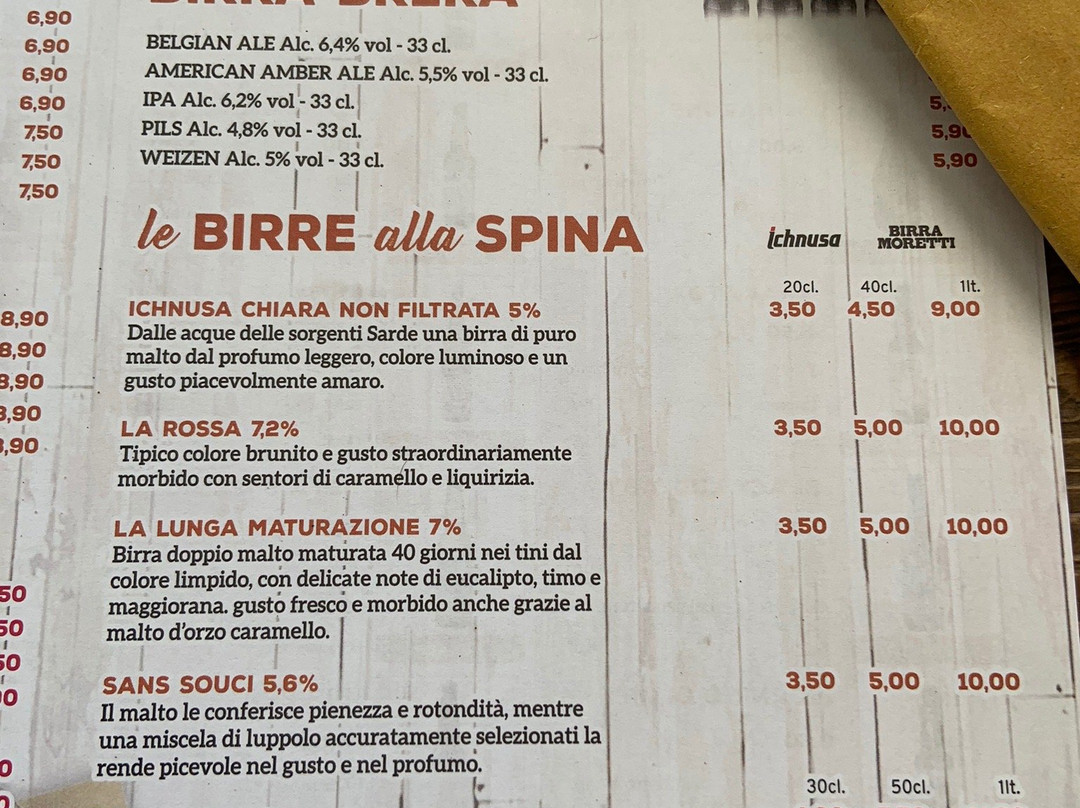 6,90
6,90
6,90
6,90
7,50
7,50
7,50
8,90
8,90
8,90
8,90
BELGIAN ALE Alc. 6,4% vol - 33 cl.
AMERICAN AMBER ALE Alc. 5,5% vol - 33 cl.
IPA Alc. 6,2% vol - 33 cl.
PILS Alc. 4,8% vol - 33 cl. 5,90
WEIZEN Alc. 5% vol - 33 cl. 5,90
le BIRRE alla SPINA
ichnusa BIRRA MORETTI
20cl. 40cl. 1lt.
ICHNUSA CHIARA NON FILTRATA 5% 3,50 4,50 9,00
Dalle acque delle sorgenti Sarde una birra di puro
malto dal profumo leggero, colore luminoso e un
gusto piacevolmente amaro.
LA ROSSA 7,2% 3,50 5,00 10,00
Tipico colore brunito e gusto straordinariamente
morbido con sentori di caramello e liquirizia.
LA LUNGA MATURAZIONE 7% 3,50 5,00 10,00
Birra doppio malto maturata 40 giorni nei tini dal
colore limpido, con delicate note di eucalipto, timo e
maggiorana. gusto fresco e morbido anche grazie al
malto d'orzo caramello.
SANS SOUCI 5,6% 3,50 5,00 10,00
Il malto le conferisce pienezza e rotondità, mentre
una miscela di luppolo accuratamente selezionati la
rende picevole nel gusto e nel profumo.
30cl. 50cl. 1lt.